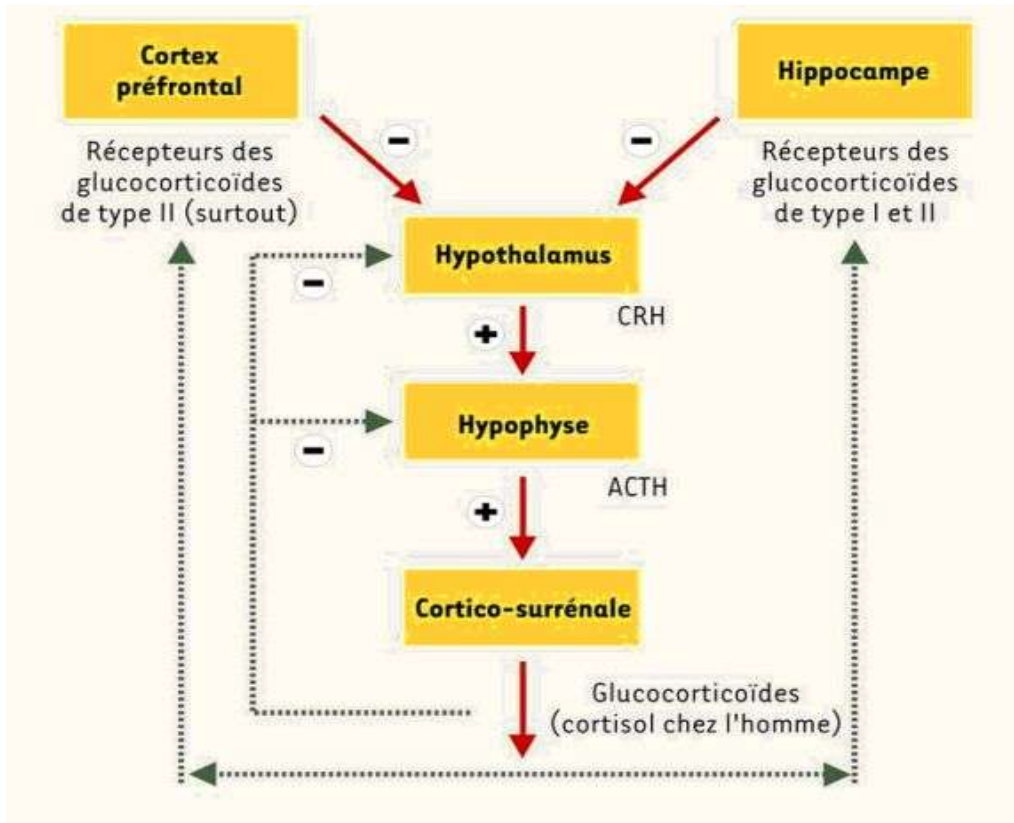 Cortex
préfrontal
Hippocampe
Récepteurs des
glucocorticoïdes
de type II (surtout)
Récepteurs des
glucocorticoïdes
de type I et II
−
−
Hypothalamus
−
CRH
+
Hypophyse
−
ACTH
+
Cortico-surrénale
Glucocorticoïdes
(cortisol chez l'homme)